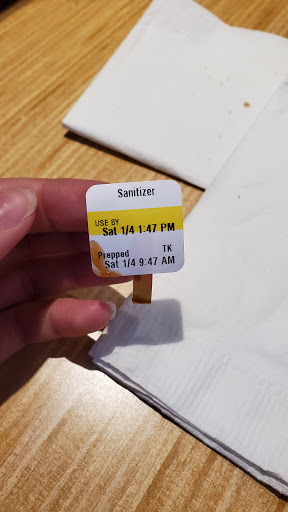 Sanitizer
USE BY
Sat 1/4 1:47 PM
Prepped TK
Sat 1/4 9:47 AM